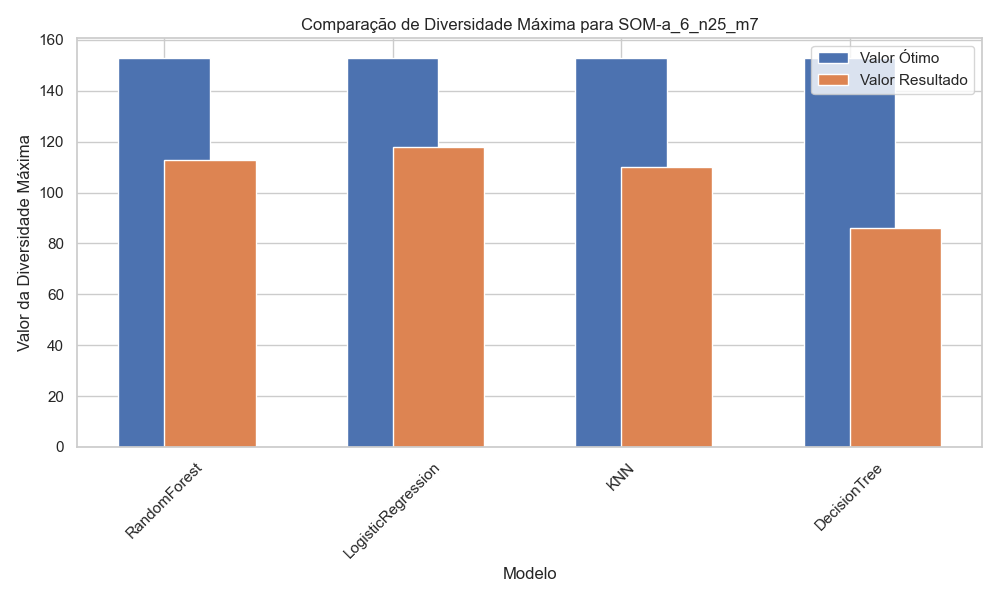 Comparação de Diversidade Máxima para SOM-a_6_n25_m7
Valor Ótimo
Valor Resultado
Valor da Diversidade Máxima
160
140
120
100
80
60
40
20
0
RandomForest
LogisticRegression
KNN
DecisionTree
Modelo